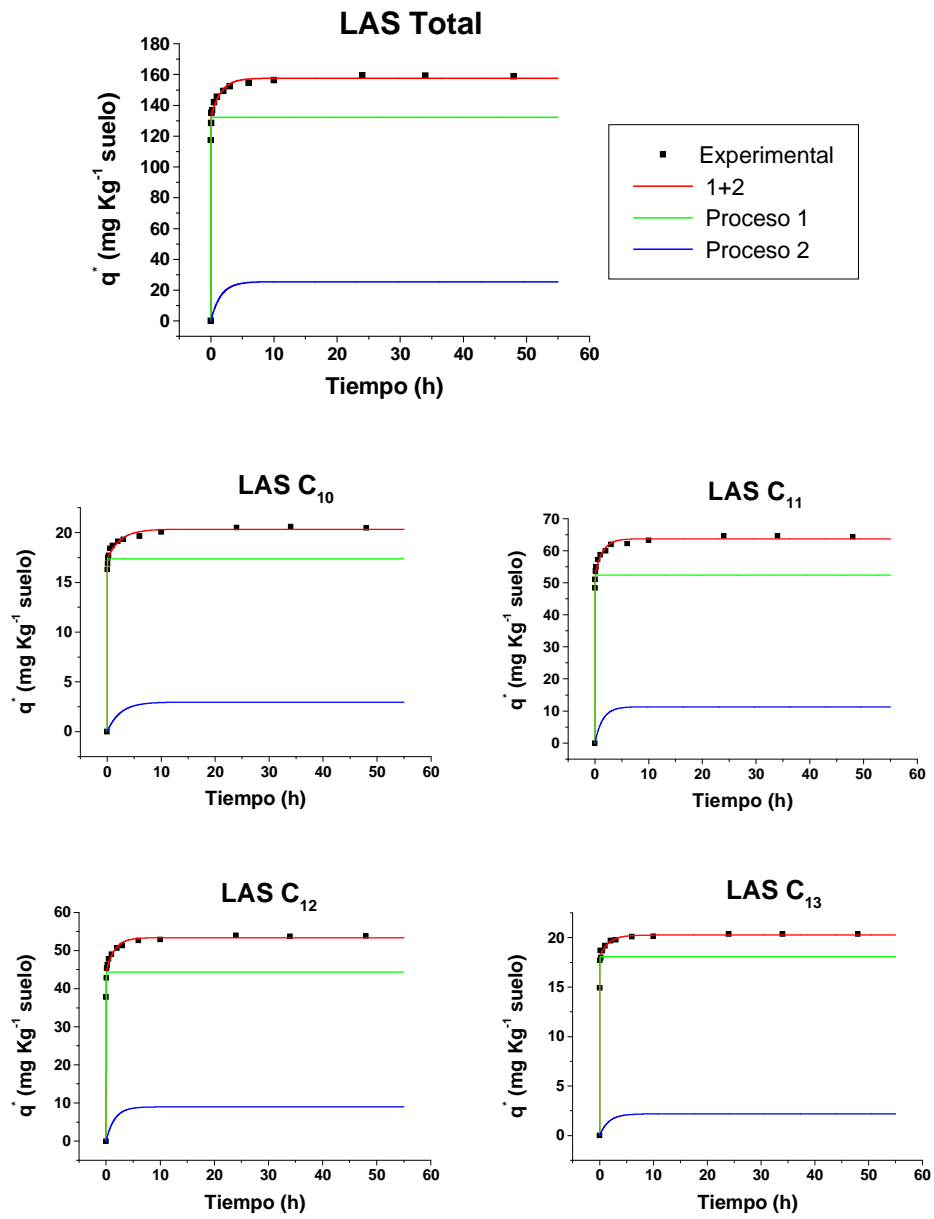 LAS Total
180
160
140
120
100
80
60
40
20
0
q* (mg Kg-1 suelo)
0 10 20 30 40 50 60
Tiempo (h)
Experimental
1+2
Proceso 1
Proceso 2
LAS C10
20
15
10
5
0
q* (mg Kg-1 suelo)
0 10 20 30 40 50 60
Tiempo (h)
LAS C11
70
60
50
40
30
20
10
0
q* (mg Kg-1 suelo)
0 10 20 30 40 50 60
Tiempo (h)
LAS C12
60
50
40
30
20
10
0
q* (mg Kg-1 suelo)
0 10 20 30 40 50 60
Tiempo (h)
LAS C13
20
15
10
5
0
q* (mg Kg-1 suelo)
0 10 20 30 40 50 60
Tiempo (h)